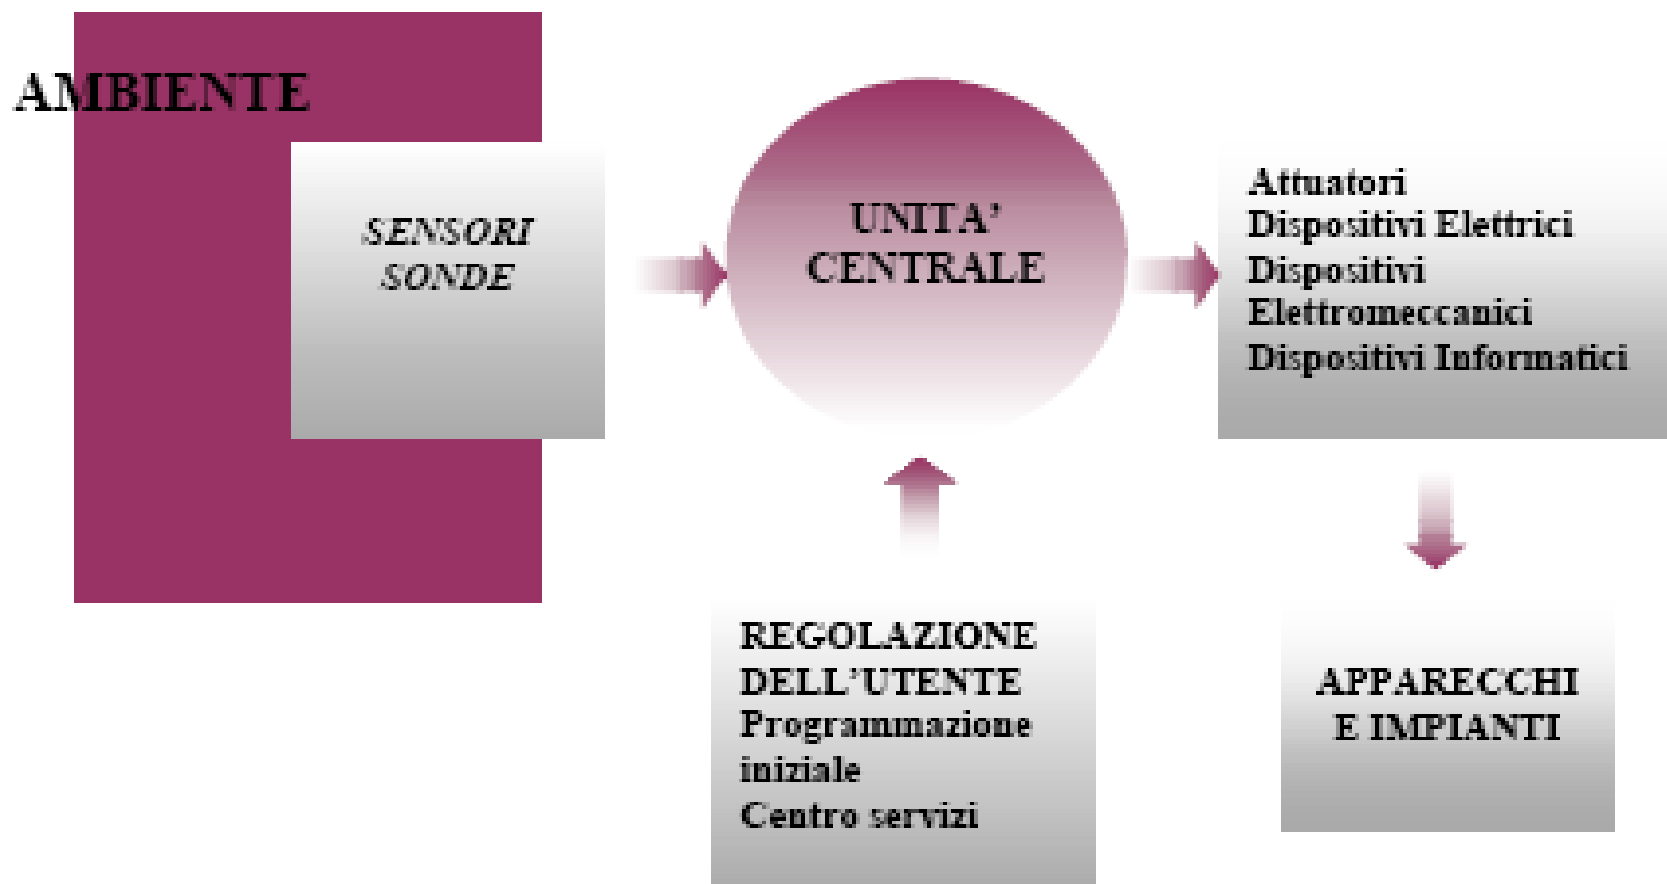 AMBIENTE
SENSORI
SONDE
UNITA'
CENTRALE
Attuatori
Dispositivi Elettrici
Dispositivi
Elettromeccanici
Dispositivi Informatici
REGOLAZIONE
DELL'UTENTE
Programmazione
iniziale
Centro servizi
APPARECCHI
E IMPIANTI